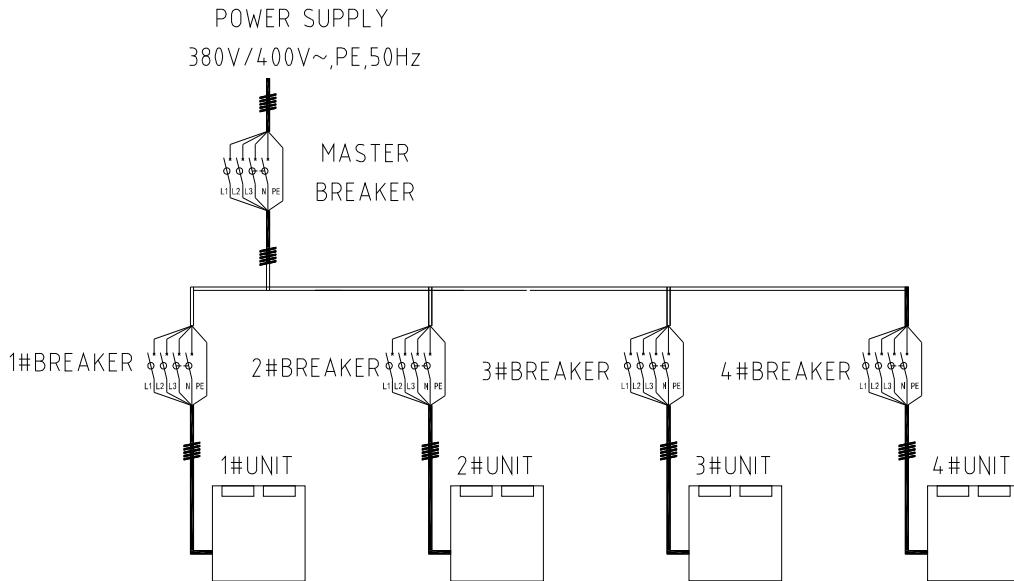 POWER SUPPLY
380V/400V~,PE,50Hz
MASTER
BREAKER
L1 L2 L3 N PE
1#BREAKER
L1 L2 L3 N PE
2#BREAKER
L1 L2 L3 N PE
3#BREAKER
L1 L2 L3 N PE
4#BREAKER
L1 L2 L3 N PE
1#UNIT
2#UNIT
3#UNIT
4#UNIT